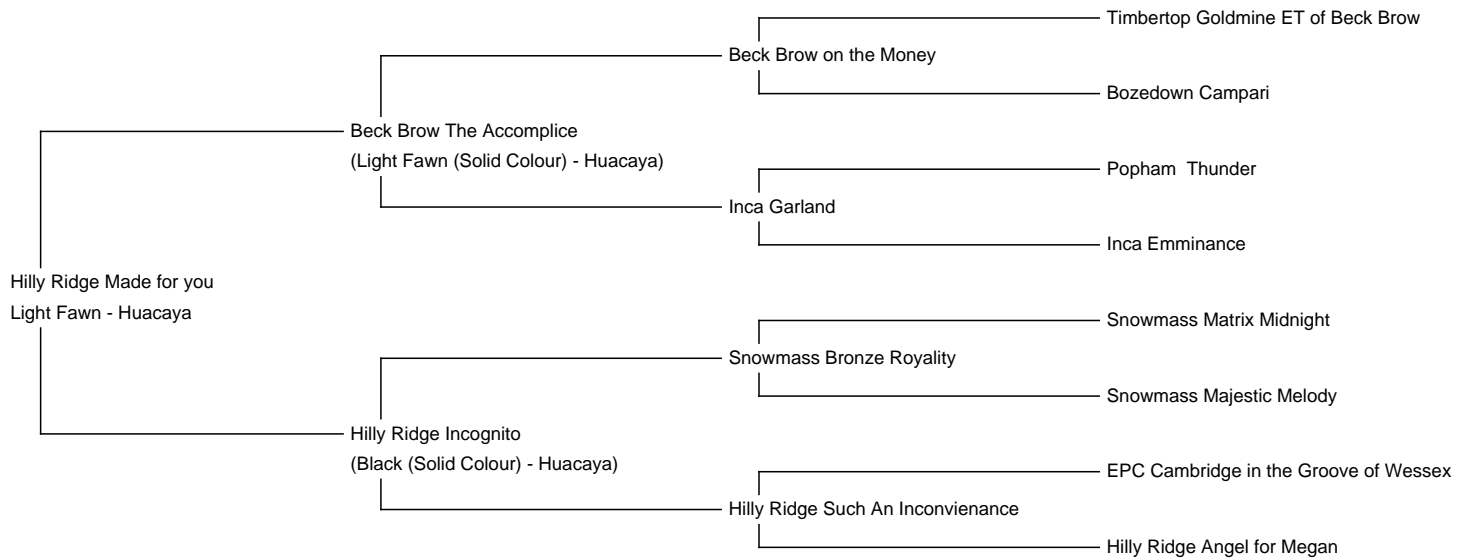 Timbertop Goldmine ET of Beck Brow
Beck Brow on the Money
Bozedown Campari
Beck Brow The Accomplice
(Light Fawn (Solid Colour) - Huacaya)
Popham  Thunder
Inca Garland
Inca Emminance
Hilly Ridge Made for you
Light Fawn - Huacaya
Snowmass Matrix Midnight
Snowmass Bronze Royality
Snowmass Majestic Melody
Hilly Ridge Incognito
(Black (Solid Colour) - Huacaya)
EPC Cambridge in the Groove of Wessex
Hilly Ridge Such An Inconvienance
Hilly Ridge Angel for Megan